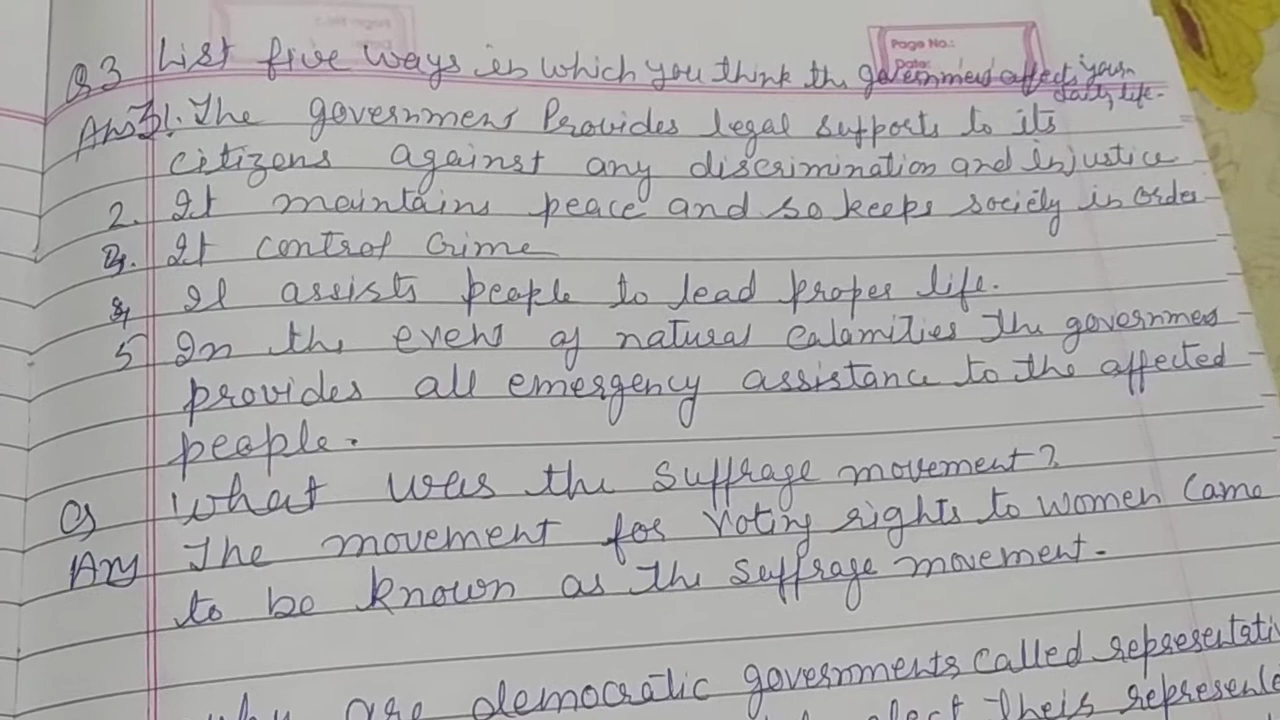 Page No.:
Date:
Q3 List five ways in which you think the government affects your
daily life.
Ans 3 1. The government Provides legal supports to its
citizens against any discrimination and injustice
2. It maintains peace and so keeps society in order
3. It control Crime
4 It assists people to lead proper life.
5 In the event of natural calamities The government
provides all emergency assistance to the affected
people.
Q What was the suffrage movement?
Ans The movement for voting rights to women Came
to be known as The suffrage movement.
are democratic governments called
elect their